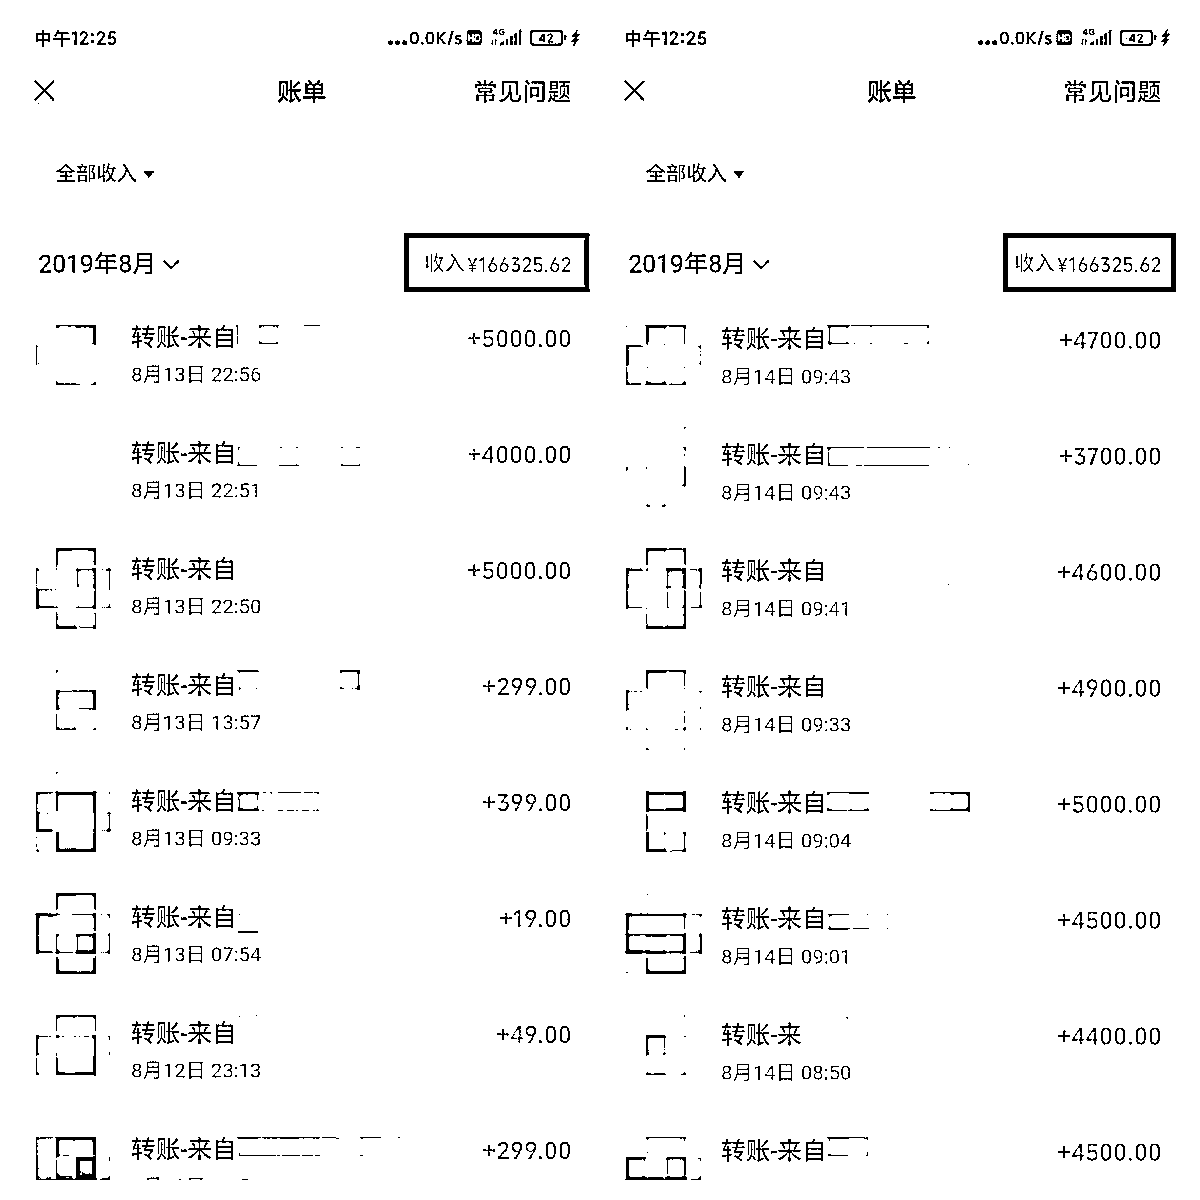 中午12:25
...0.0K/s HD 4G 42
× 账单 常见问题
全部收入
2019年8月 收入¥166325.62
转账-来自 +5000.00
8月13日 22:56
转账-来自 +4000.00
8月13日 22:51
转账-来自 +5000.00
8月13日 22:50
转账-来自 +299.00
8月13日 13:57
转账-来自 +399.00
8月13日 09:33
转账-来自 +19.00
8月13日 07:54
转账-来自 +49.00
8月12日 23:13
转账-来自 +299.00
中午12:25
...0.0K/s HD 4G 42
× 账单 常见问题
全部收入
2019年8月 收入¥166325.62
转账-来自 +4700.00
8月14日 09:43
转账-来自 +3700.00
8月14日 09:43
转账-来自 +4600.00
8月14日 09:41
转账-来自 +4900.00
8月14日 09:33
转账-来自 +5000.00
8月14日 09:04
转账-来自 +4500.00
8月14日 09:01
转账-来 +4400.00
8月14日 08:50
转账-来自 +4500.00